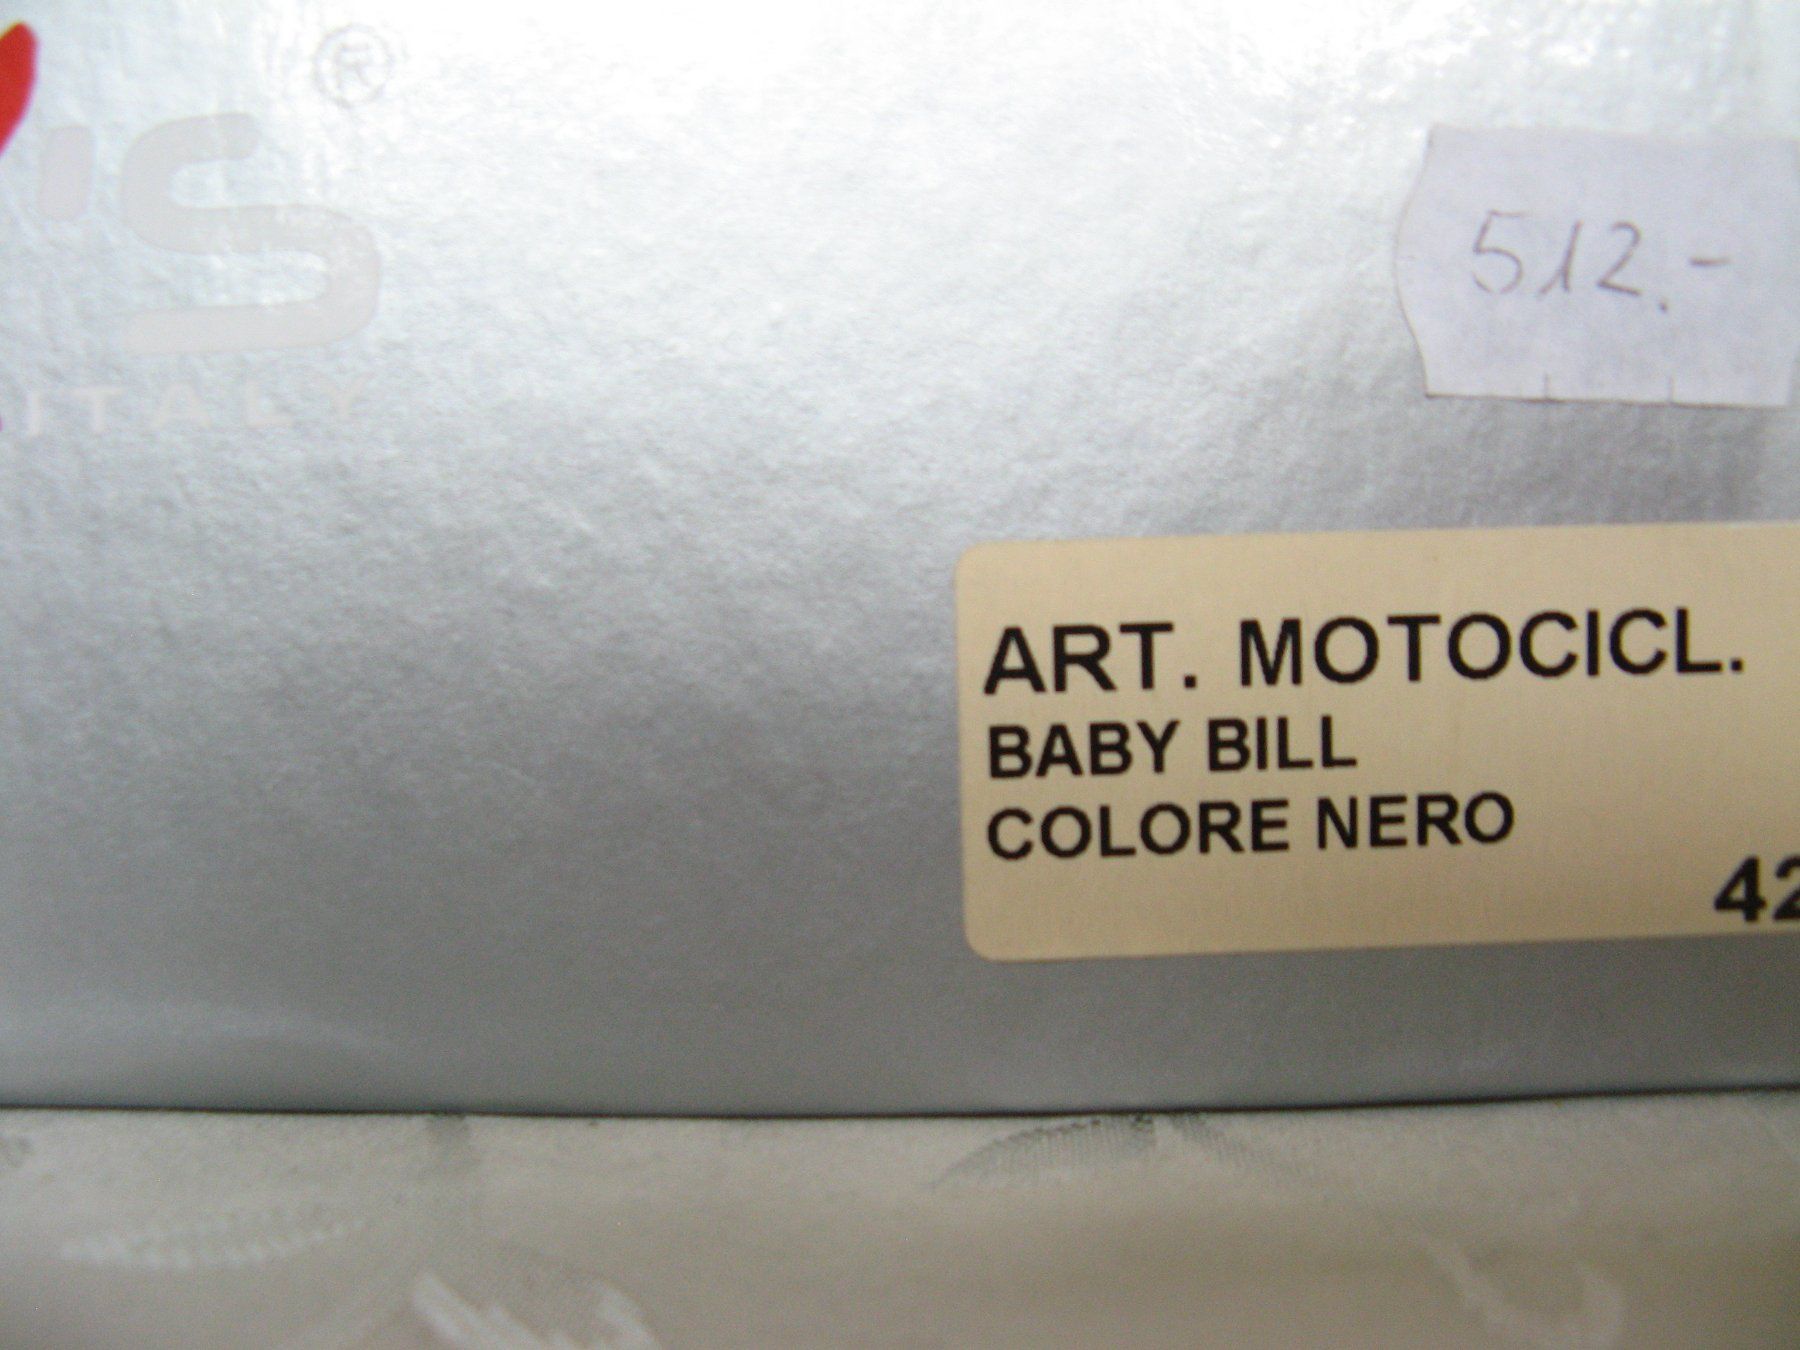 ®
'S
ITALY
512.-
ART. MOTOCICL.
BABY BILL
COLORE NERO
42